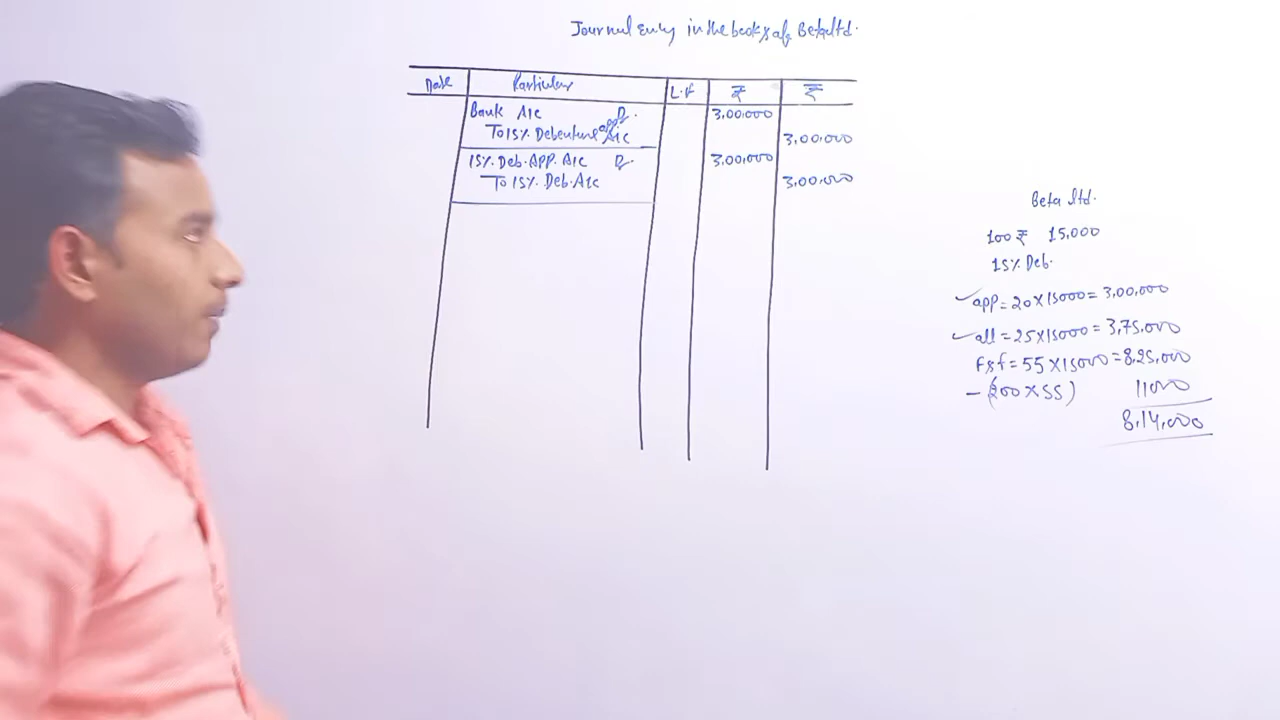 Journal Entry in the books of Beta ltd.
Date Particulars L.F ₹ ₹
Bank A/c Dr. 3,00,000
To 15% Debenture app A/c 3,00,000
15% Deb. APP. A/c Dr. 3,00,000
To 15% Deb. A/c 3,00,000
Beta ltd.
100 ₹ 15,000
15% Deb.
app = 20 × 15000 = 3,00,000
all = 25 × 15000 = 3,75,000
F&f = 55 × 15000 = 8,25,000
- (200 × 55) 11000
8,14,000